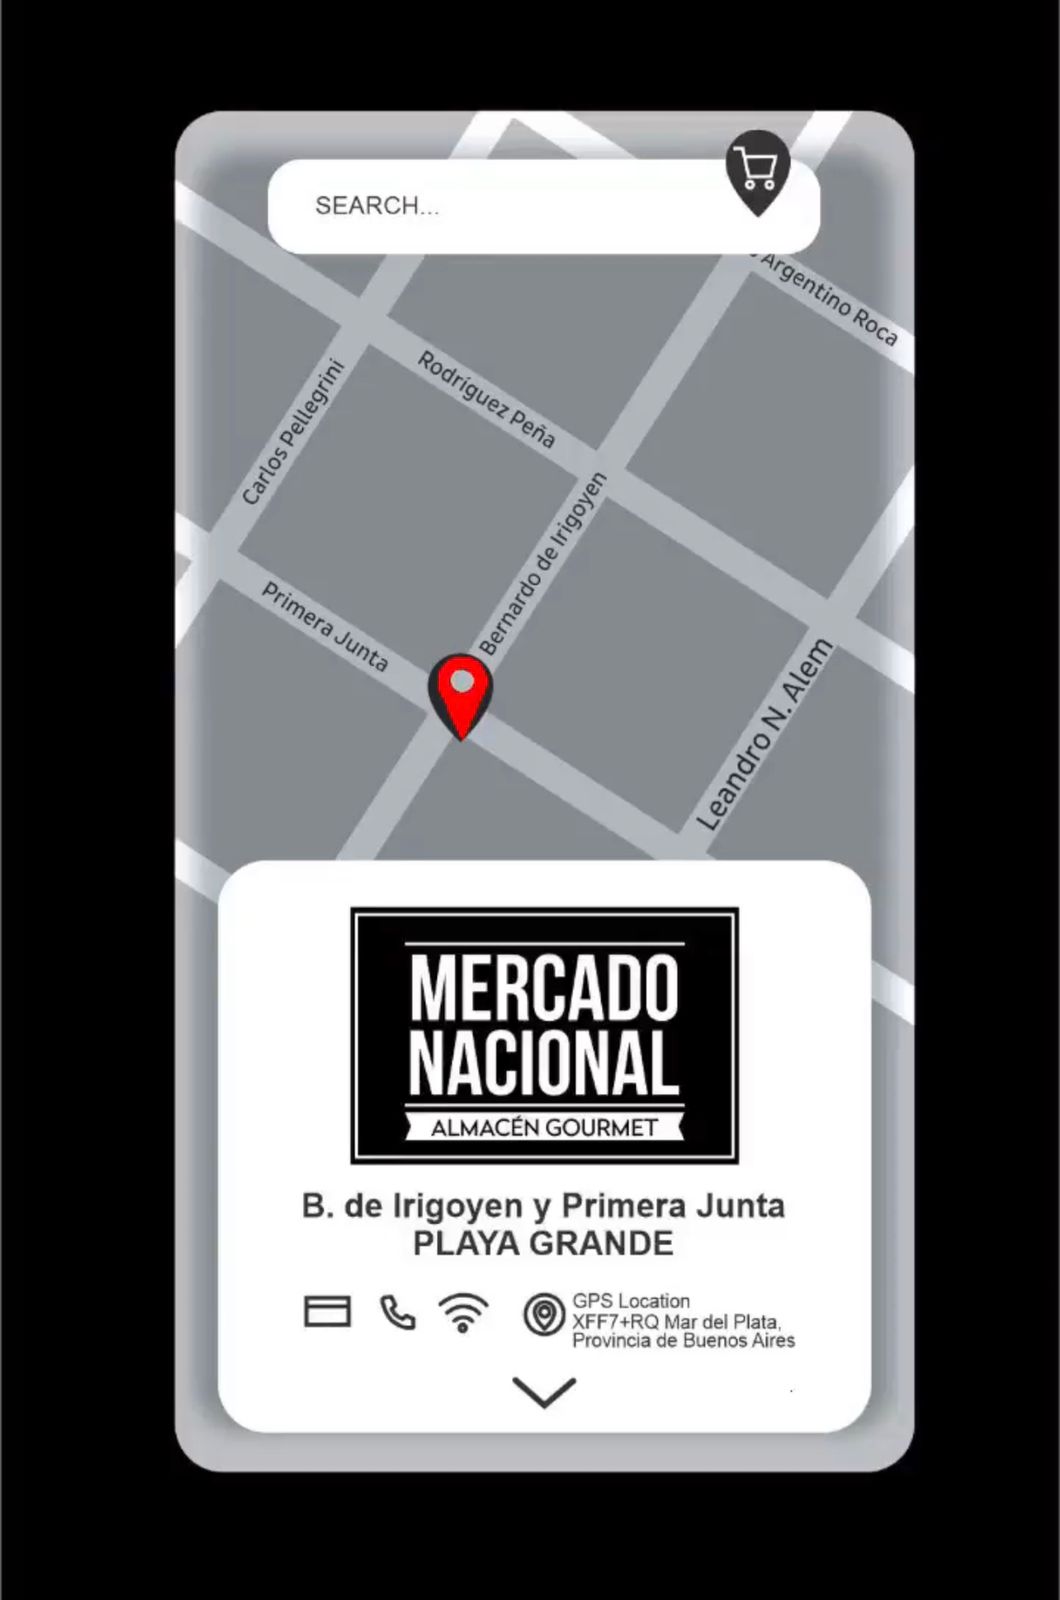 SEARCH...
Argentino Roca
Rodríguez Peña
Carlos Pellegrini
Bernardo de Irigoyen
Primera Junta
Leandro N. Alem
MERCADO
NACIONAL
ALMACÉN GOURMET
B. de Irigoyen y Primera Junta
PLAYA GRANDE
GPS Location
XFF7+RQ Mar del Plata,
Provincia de Buenos Aires